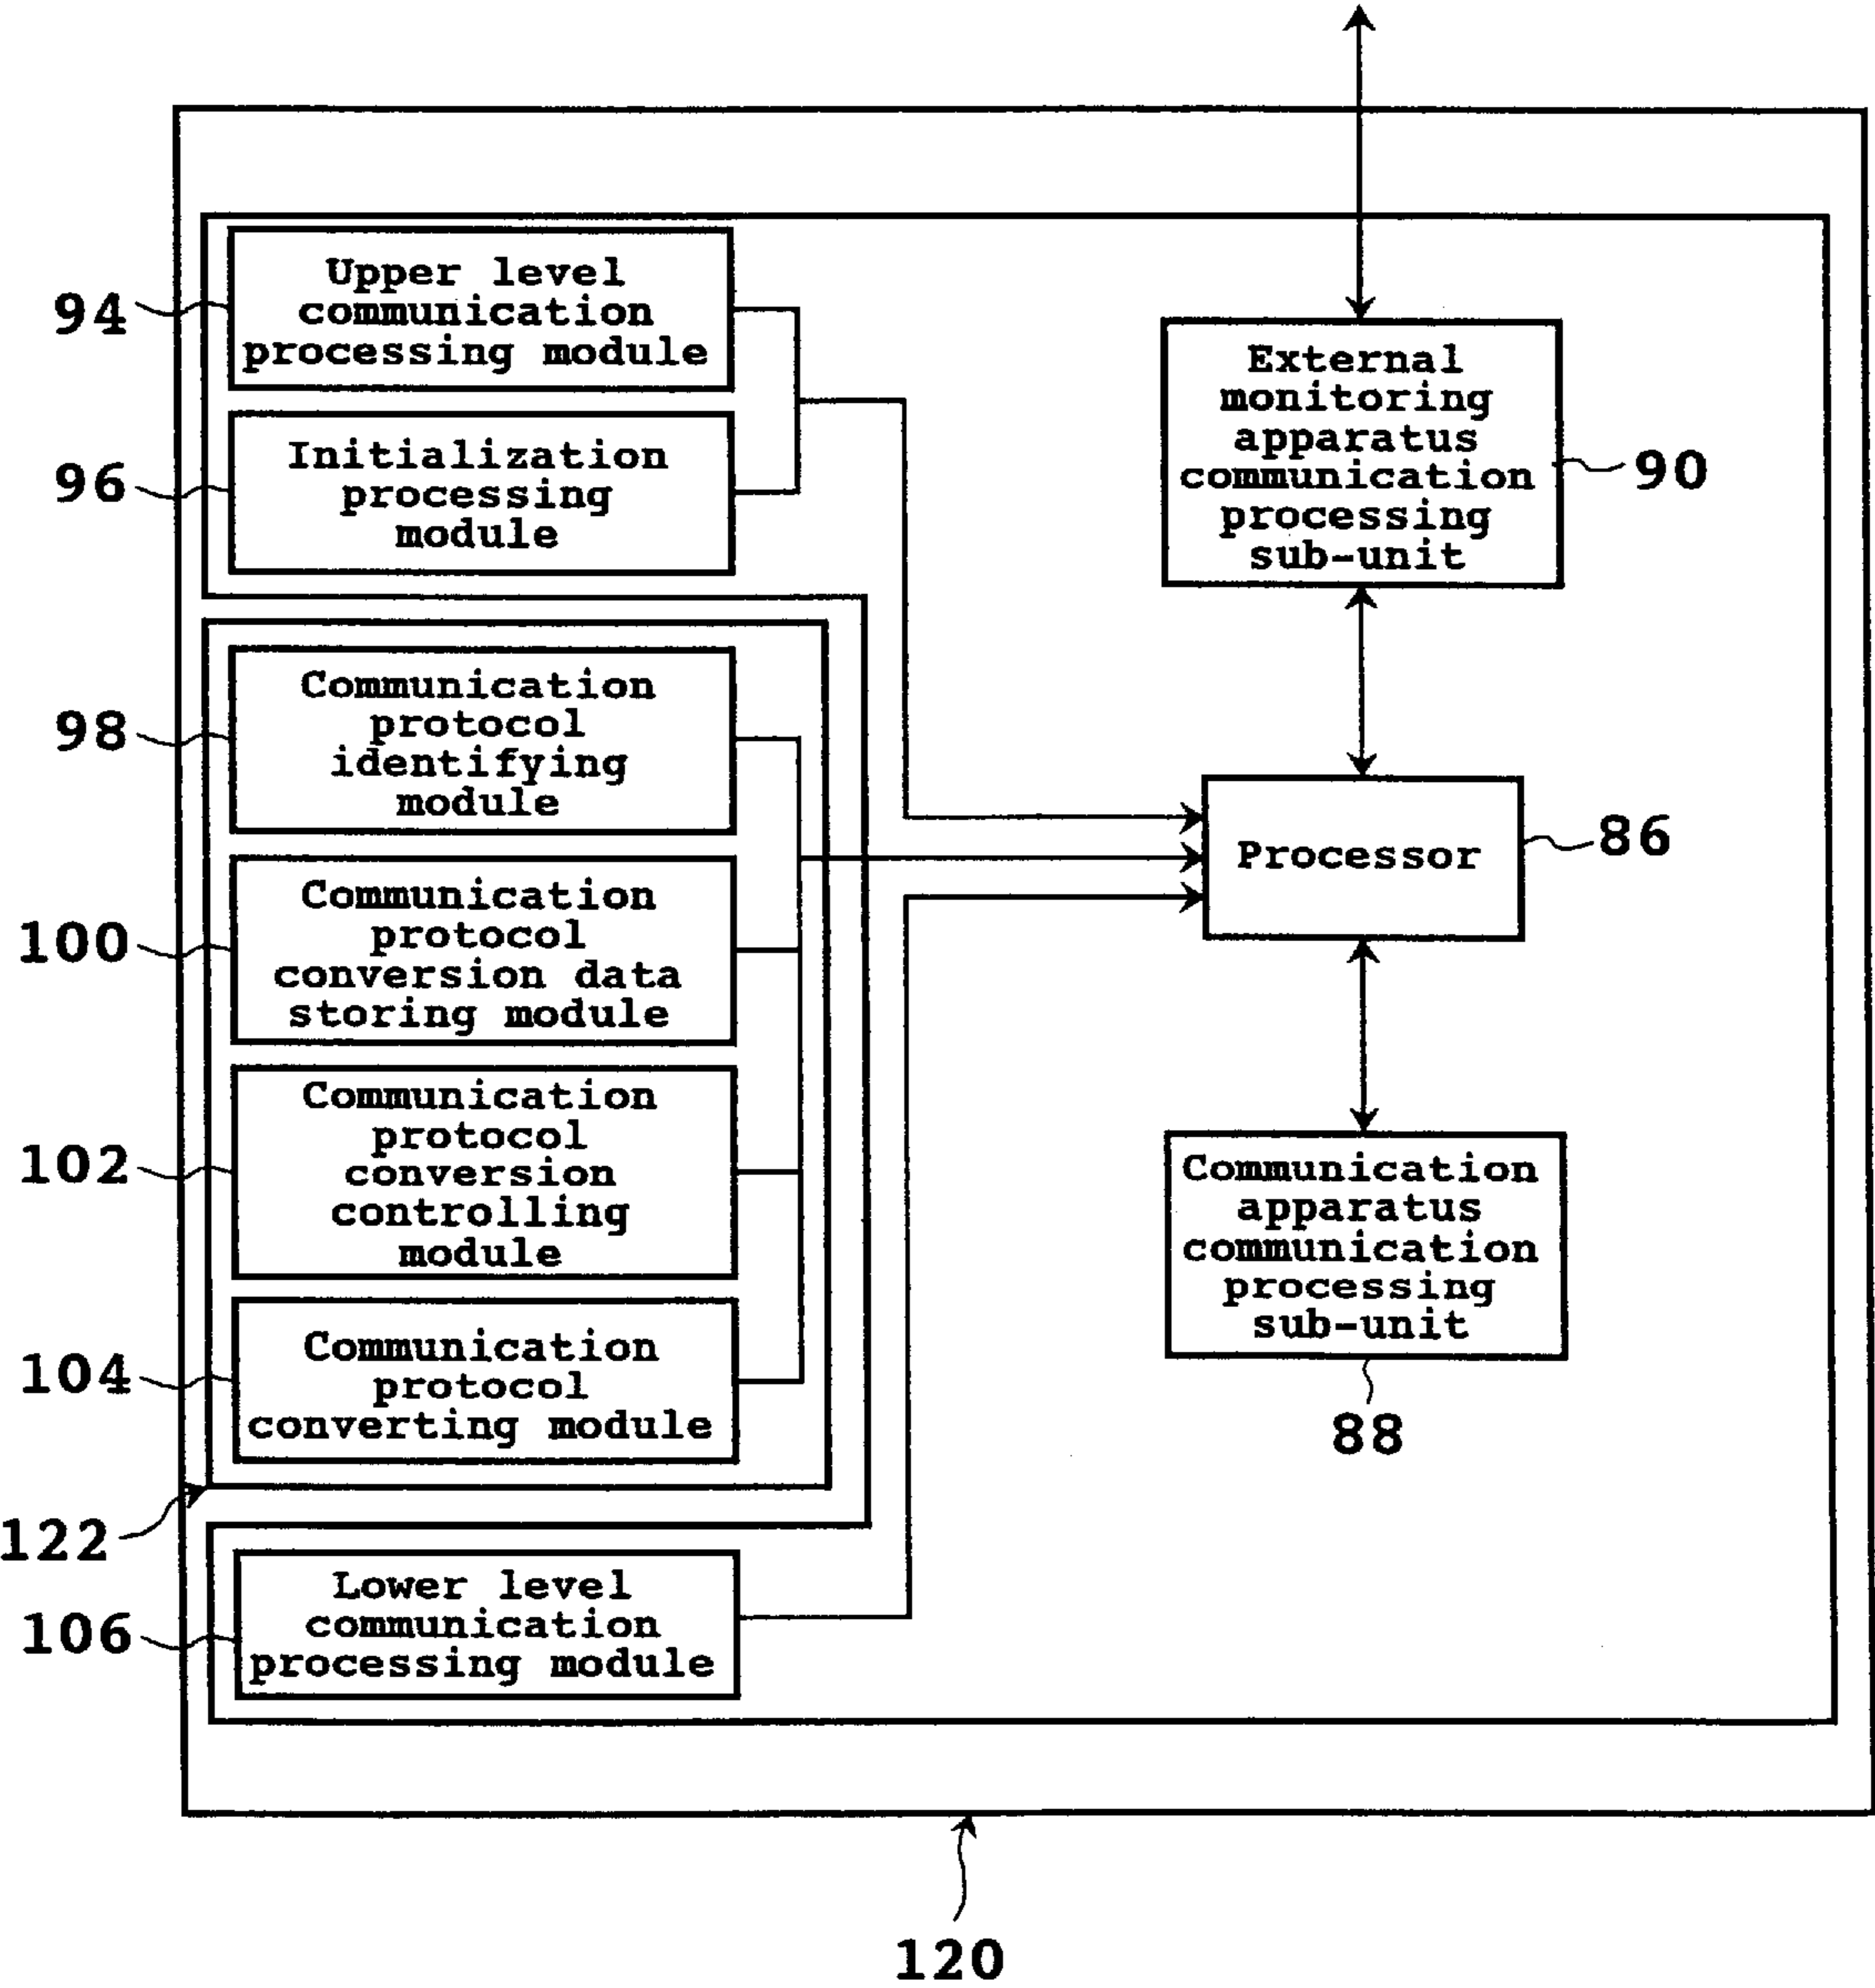 94
Upper level
communication
processing module
96
Initialization
processing
module
98
Communication
protocol
identifying
module
100
Communication
protocol
conversion data
storing module
102
Communication
protocol
conversion
controlling
module
104
Communication
protocol
converting module
122
106
Lower level
communication
processing module
External
monitoring
apparatus
communication
processing
sub-unit
90
Processor
86
Communication
apparatus
communication
processing
sub-unit
88
120